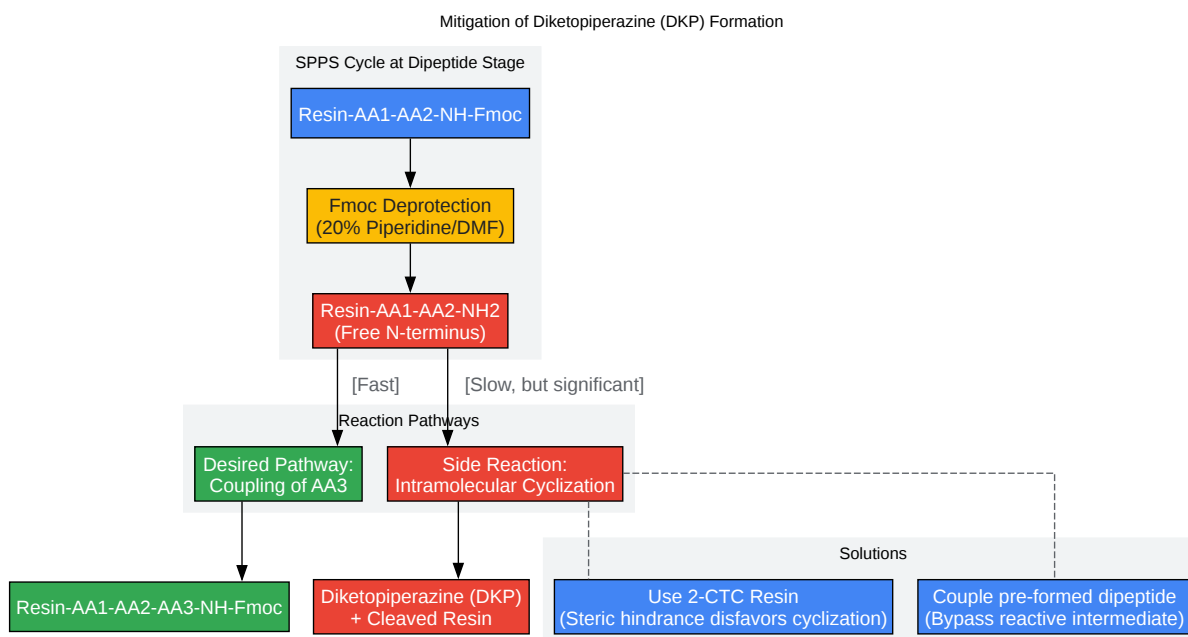 Mitigation of Diketopiperazine (DKP) Formation
SPPS Cycle at Dipeptide Stage
Resin-AA1-AA2-NH-Fmoc
Fmoc Deprotection
(20% Piperidine/DMF)
Resin-AA1-AA2-NH2
(Free N-terminus)
[Fast]
[Slow, but significant]
Reaction Pathways
Desired Pathway:
Coupling of AA3
Side Reaction:
Intramolecular Cyclization
Solutions
Resin-AA1-AA2-AA3-NH-Fmoc
Diketopiperazine (DKP)
+ Cleaved Resin
Use 2-CTC Resin
(Steric hindrance disfavors cyclization)
Couple pre-formed dipeptide
(Bypass reactive intermediate)